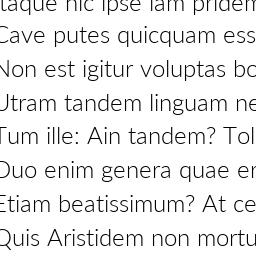 Itaque hic ipse iam pridem
Cave putes quicquam ess
Non est igitur voluptas bo
Utram tandem linguam ne
Tum ille: Ain tandem? Tol
Duo enim genera quae er
Etiam beatissimum? At ce
Quis Aristidem non mortu